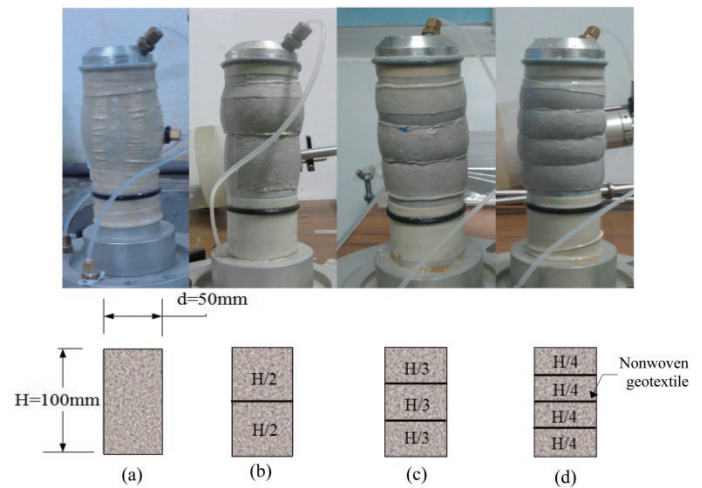 d=50mm
H=100mm
H/2
H/2
H/3
H/3
H/3
H/4
H/4
H/4
H/4
Nonwoven
geotextile
(a)
(b)
(c)
(d)